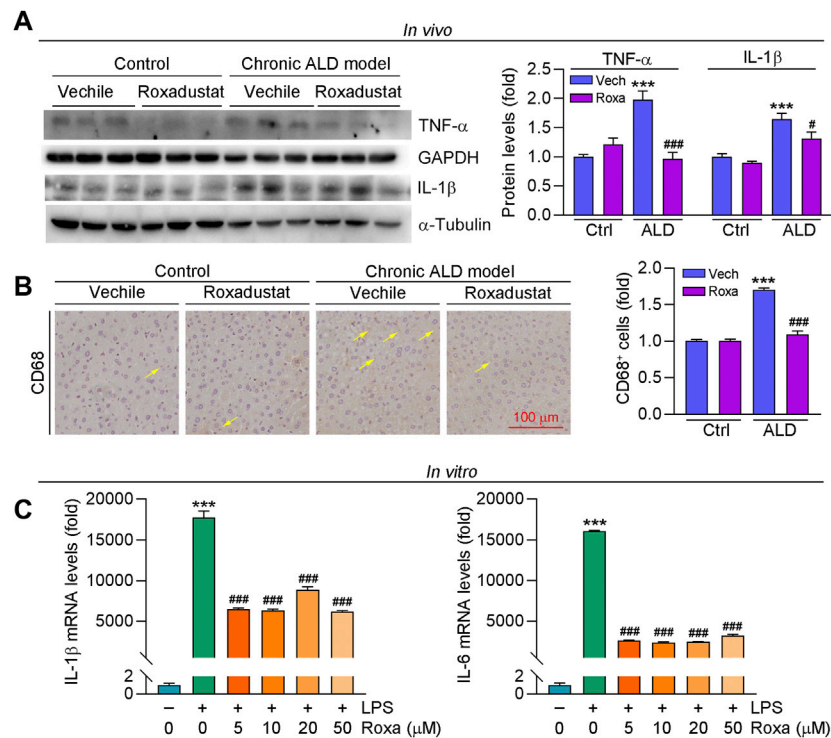 A
In vivo
Control
Chronic ALD model
Vechile
Roxadustat
Vechile
Roxadustat
TNF-α
GAPDH
IL-1β
α-Tubulin
TNF-α
IL-1β
Vech
Roxa
Protein levels (fold)
2.5
2.0
1.5
1.0
0.5
0.0
***
###
***
#
Ctrl
ALD
Ctrl
ALD
B
Control
Chronic ALD model
Vechile
Roxadustat
Vechile
Roxadustat
CD68
100 μm
CD68⁺ cells (fold)
2.0
1.5
1.0
0.5
0.0
Vech
Roxa
***
###
Ctrl
ALD
In vitro
C
IL-1β mRNA levels (fold)
20000
15000
10000
5000
2
0
***
###
###
###
###
– + + + + + LPS
0 0 5 10 20 50 Roxa (μM)
IL-6 mRNA levels (fold)
20000
15000
10000
5000
2
0
***
###
###
###
###
– + + + + + LPS
0 0 5 10 20 50 Roxa (μM)